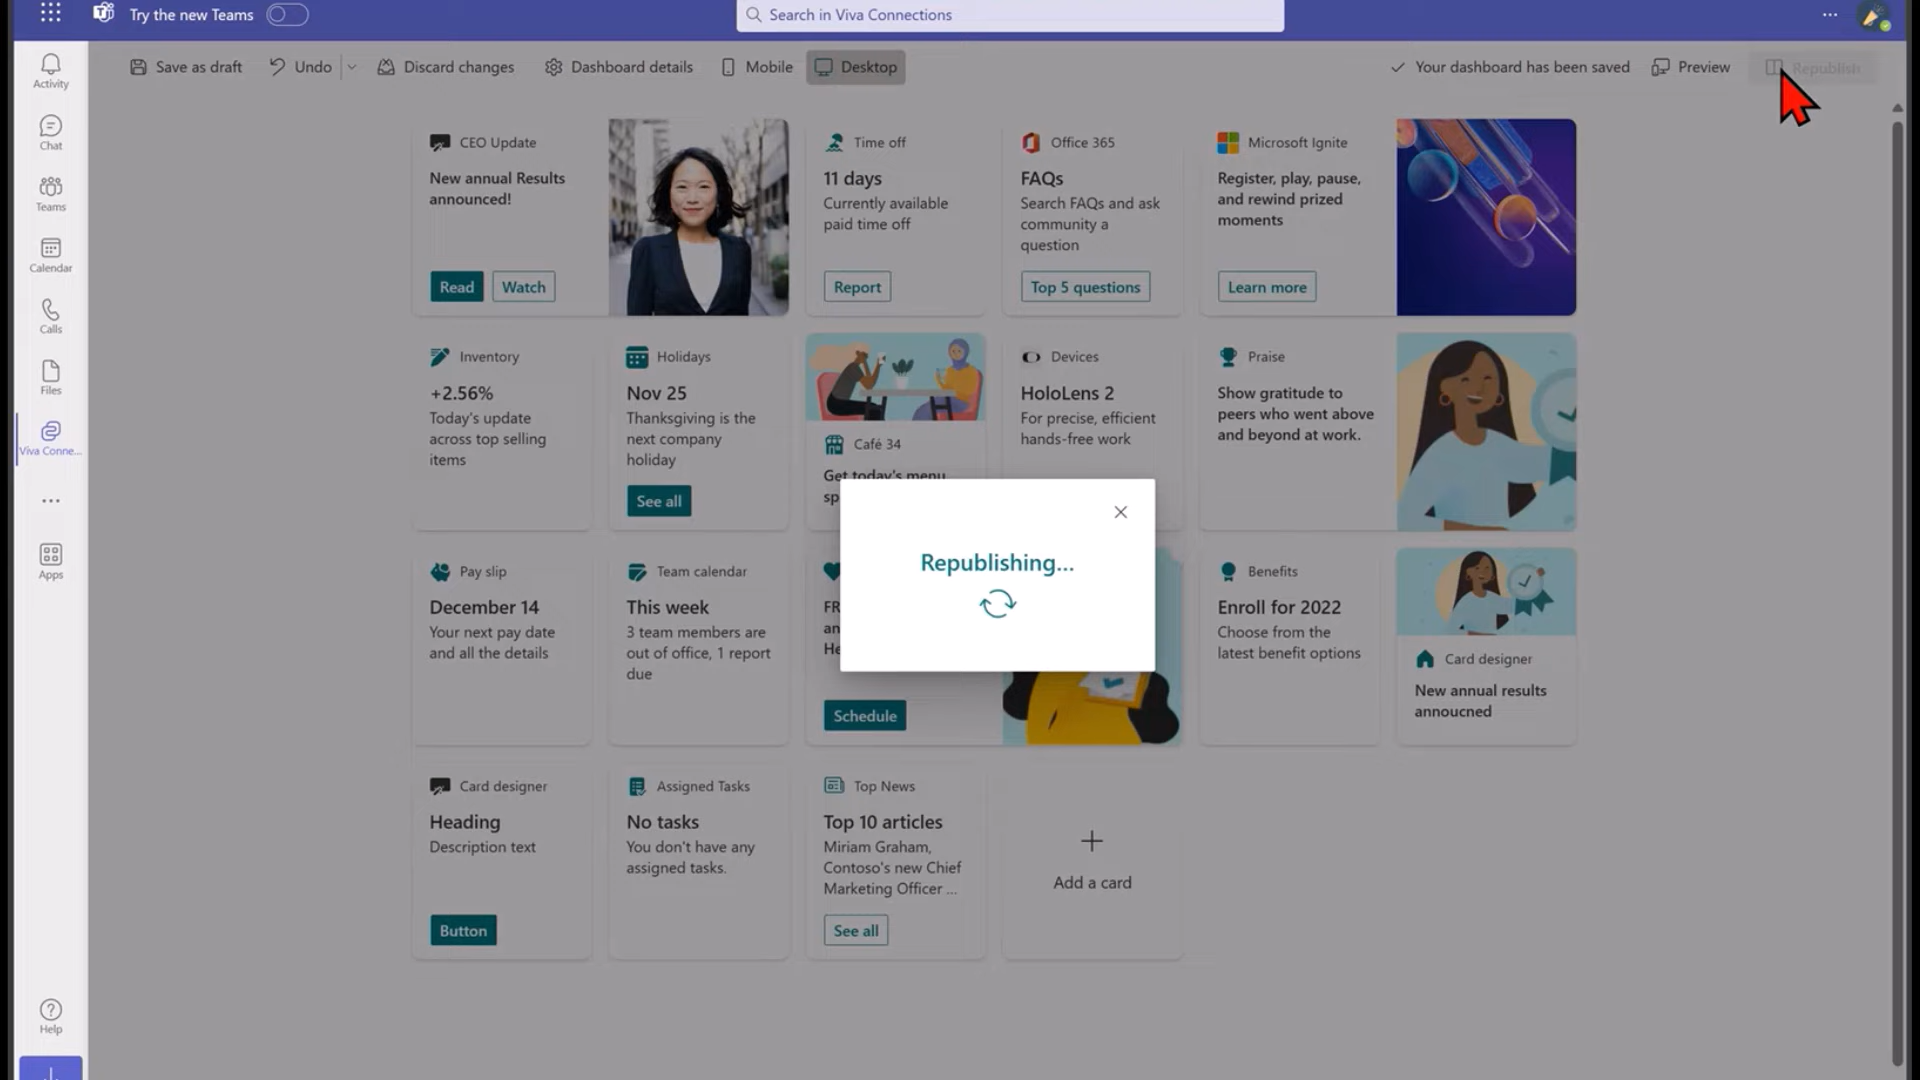 Try the new Teams
Search in Viva Connections
Activity
Chat
Teams
Calendar
Calls
Files
Viva Conne...
Apps
Help
Save as draft
Undo
Discard changes
Dashboard details
Mobile
Desktop
Your dashboard has been saved
Preview
Republish
CEO Update
New annual Results
announced!
Read
Watch
Time off
11 days
Currently available
paid time off
Report
Office 365
FAQs
Search FAQs and ask
community a
question
Top 5 questions
Microsoft Ignite
Register, play, pause,
and rewind prized
moments
Learn more
Inventory
+2.56%
Today's update
across top selling
items
Holidays
Nov 25
Thanksgiving is the
next company
holiday
See all
Café 34
Get today's menu
sp
Devices
HoloLens 2
For precise, efficient
hands-free work
Praise
Show gratitude to
peers who went above
and beyond at work.
Republishing...
Pay slip
December 14
Your next pay date
and all the details
Team calendar
This week
3 team members are
out of office, 1 report
due
FR
an
He
Schedule
Benefits
Enroll for 2022
Choose from the
latest benefit options
Card designer
New annual results
annoucned
Card designer
Heading
Description text
Button
Assigned Tasks
No tasks
You don't have any
assigned tasks.
Top News
Top 10 articles
Miriam Graham,
Contoso's new Chief
Marketing Officer ...
See all
Add a card